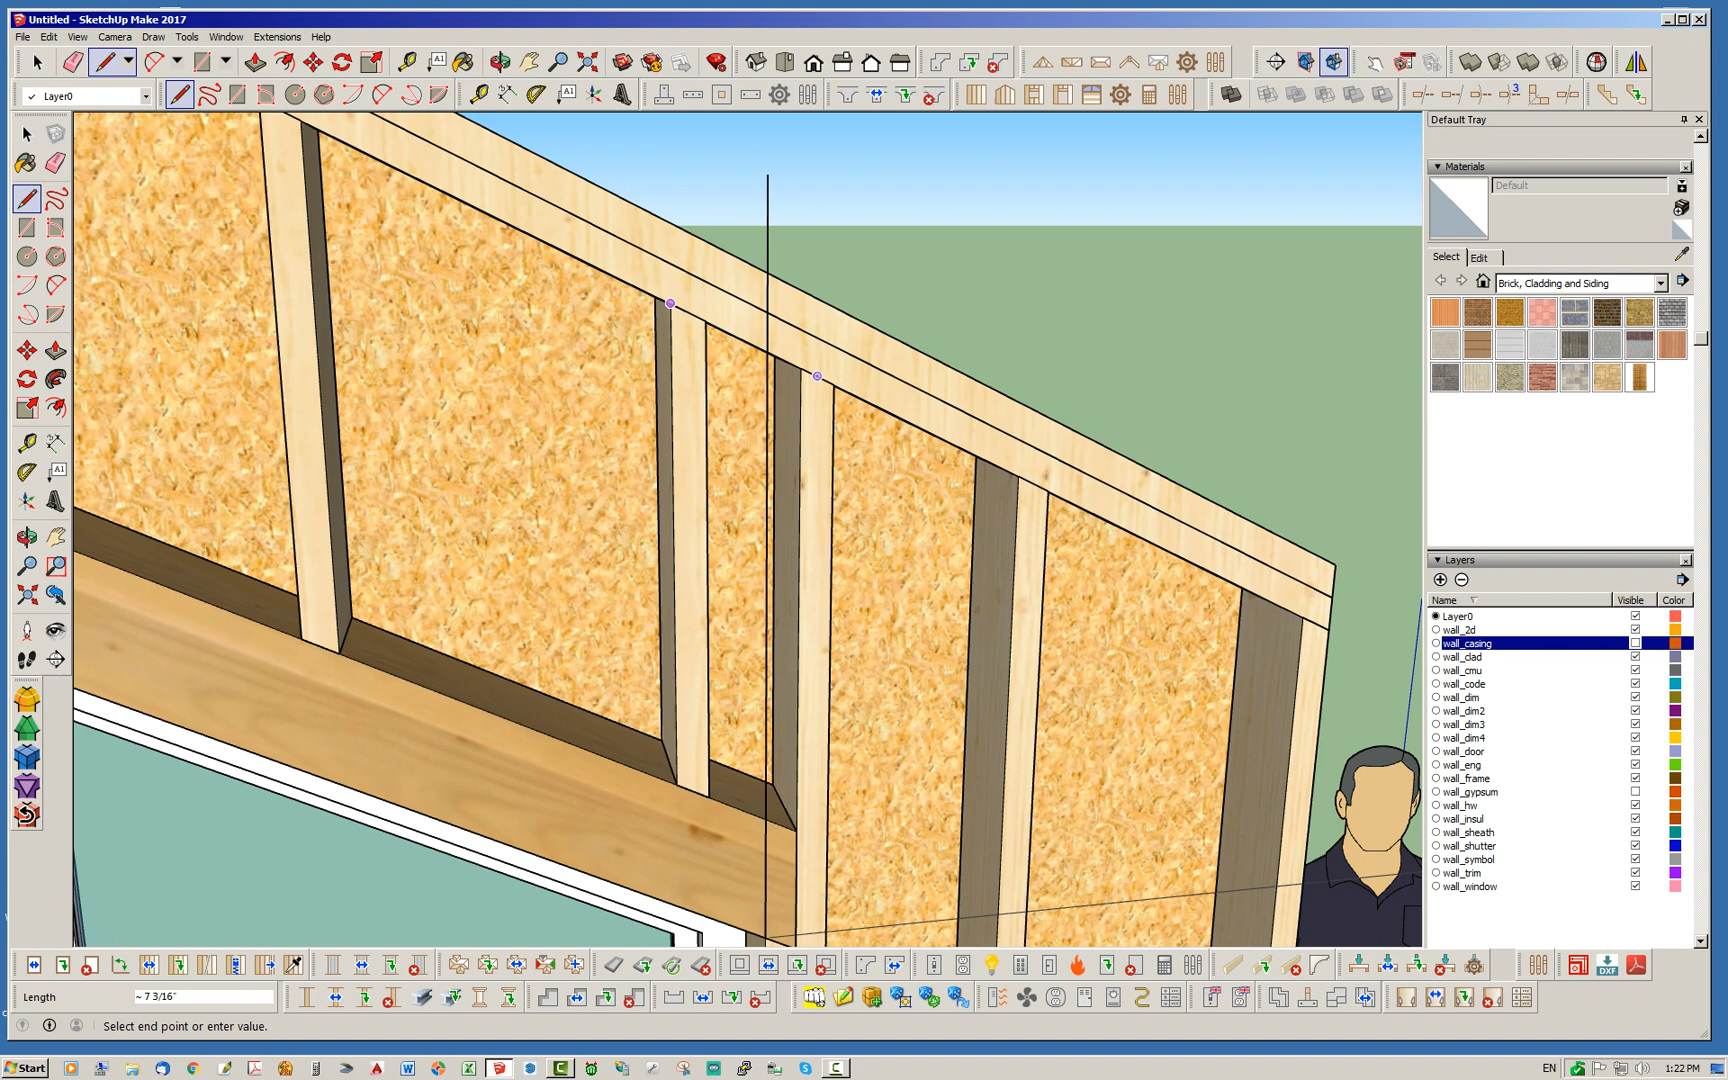 Untitled - SketchUp Make 2017
File Edit View Camera Draw Tools Window Extensions Help
Layer0
Default Tray
Materials
Default
Select Edit
Brick, Cladding and Siding
Layers
Name Visible Color
Layer0
wall_2d
wall_casing
wall_clad
wall_cmu
wall_code
wall_dim
wall_dim2
wall_dim3
wall_dim4
wall_door
wall_eng
wall_frame
wall_gypsum
wall_hw
wall_insul
wall_sheath
wall_shutter
wall_symbol
wall_trim
wall_window
Length ~ 7 3/16"
Select end point or enter value.
Start EN 1:22 PM